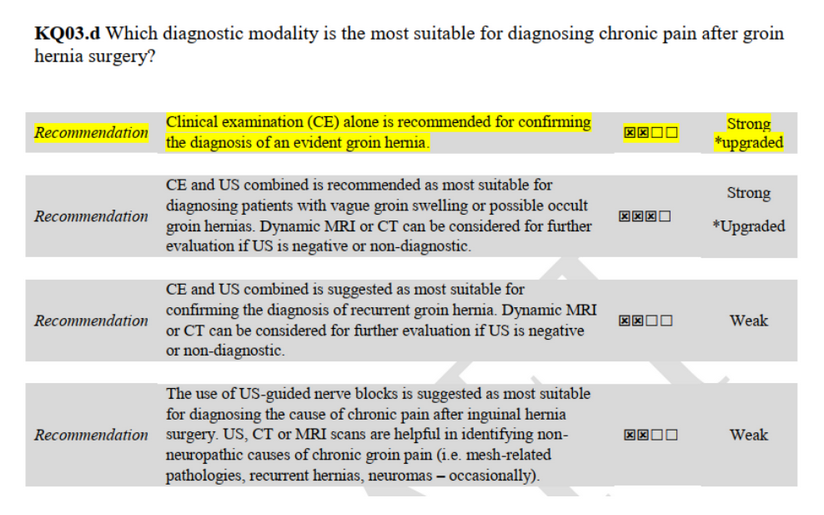 KQ03.d Which diagnostic modality is the most suitable for diagnosing chronic pain after groin
hernia surgery?
Recommendation
Clinical examination (CE) alone is recommended for confirming
the diagnosis of an evident groin hernia.
☒☒☐☐
Strong
*upgraded
Recommendation
CE and US combined is recommended as most suitable for
diagnosing patients with vague groin swelling or possible occult
groin hernias. Dynamic MRI or CT can be considered for further
evaluation if US is negative or non-diagnostic.
☒☒☒☐
Strong
*Upgraded
Recommendation
CE and US combined is suggested as most suitable for
confirming the diagnosis of recurrent groin hernia. Dynamic MRI
or CT can be considered for further evaluation if US is negative
or non-diagnostic.
☒☒☐☐
Weak
Recommendation
The use of US-guided nerve blocks is suggested as most suitable
for diagnosing the cause of chronic pain after inguinal hernia
surgery. US, CT or MRI scans are helpful in identifying non-
neuropathic causes of chronic groin pain (i.e. mesh-related
pathologies, recurrent hernias, neuromas – occasionally).
☒☒☐☐
Weak